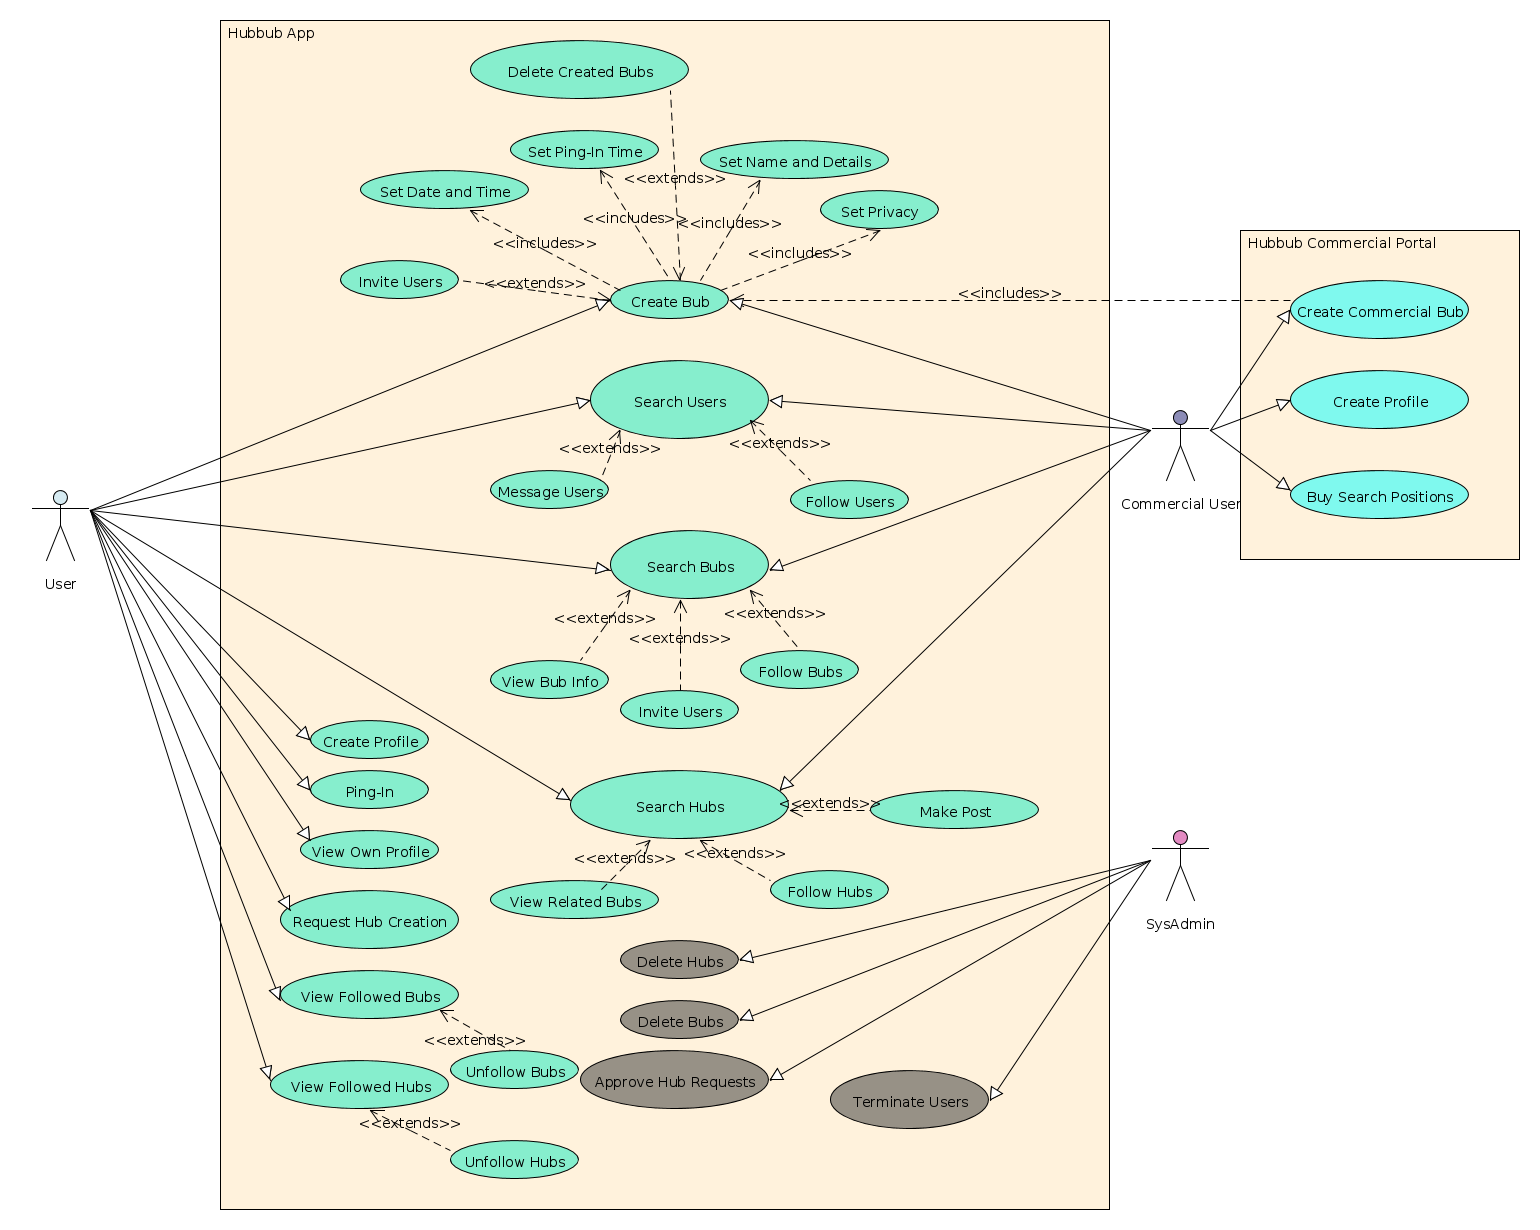 Hubbub App
Delete Created Bubs
Set Ping-In Time
Set Name and Details
<<extends>>
Set Date and Time
Set Privacy
<<includes>>
<<includes>>
<<includes>>
<<includes>>
Hubbub Commercial Portal
Invite Users
<<extends>>
Create Bub
<<includes>>
Create Commercial Bub
Search Users
Create Profile
<<extends>>
<<extends>>
Message Users
Follow Users
Commercial User
Buy Search Positions
User
Search Bubs
<<extends>>
<<extends>>
<<extends>>
View Bub Info
Invite Users
Follow Bubs
Create Profile
Ping-In
Search Hubs
<<extends>>
Make Post
View Own Profile
<<extends>>
<<extends>>
View Related Bubs
Follow Hubs
Request Hub Creation
SysAdmin
Delete Hubs
View Followed Bubs
Delete Bubs
<<extends>>
Unfollow Bubs
Approve Hub Requests
View Followed Hubs
Terminate Users
<<extends>>
Unfollow Hubs